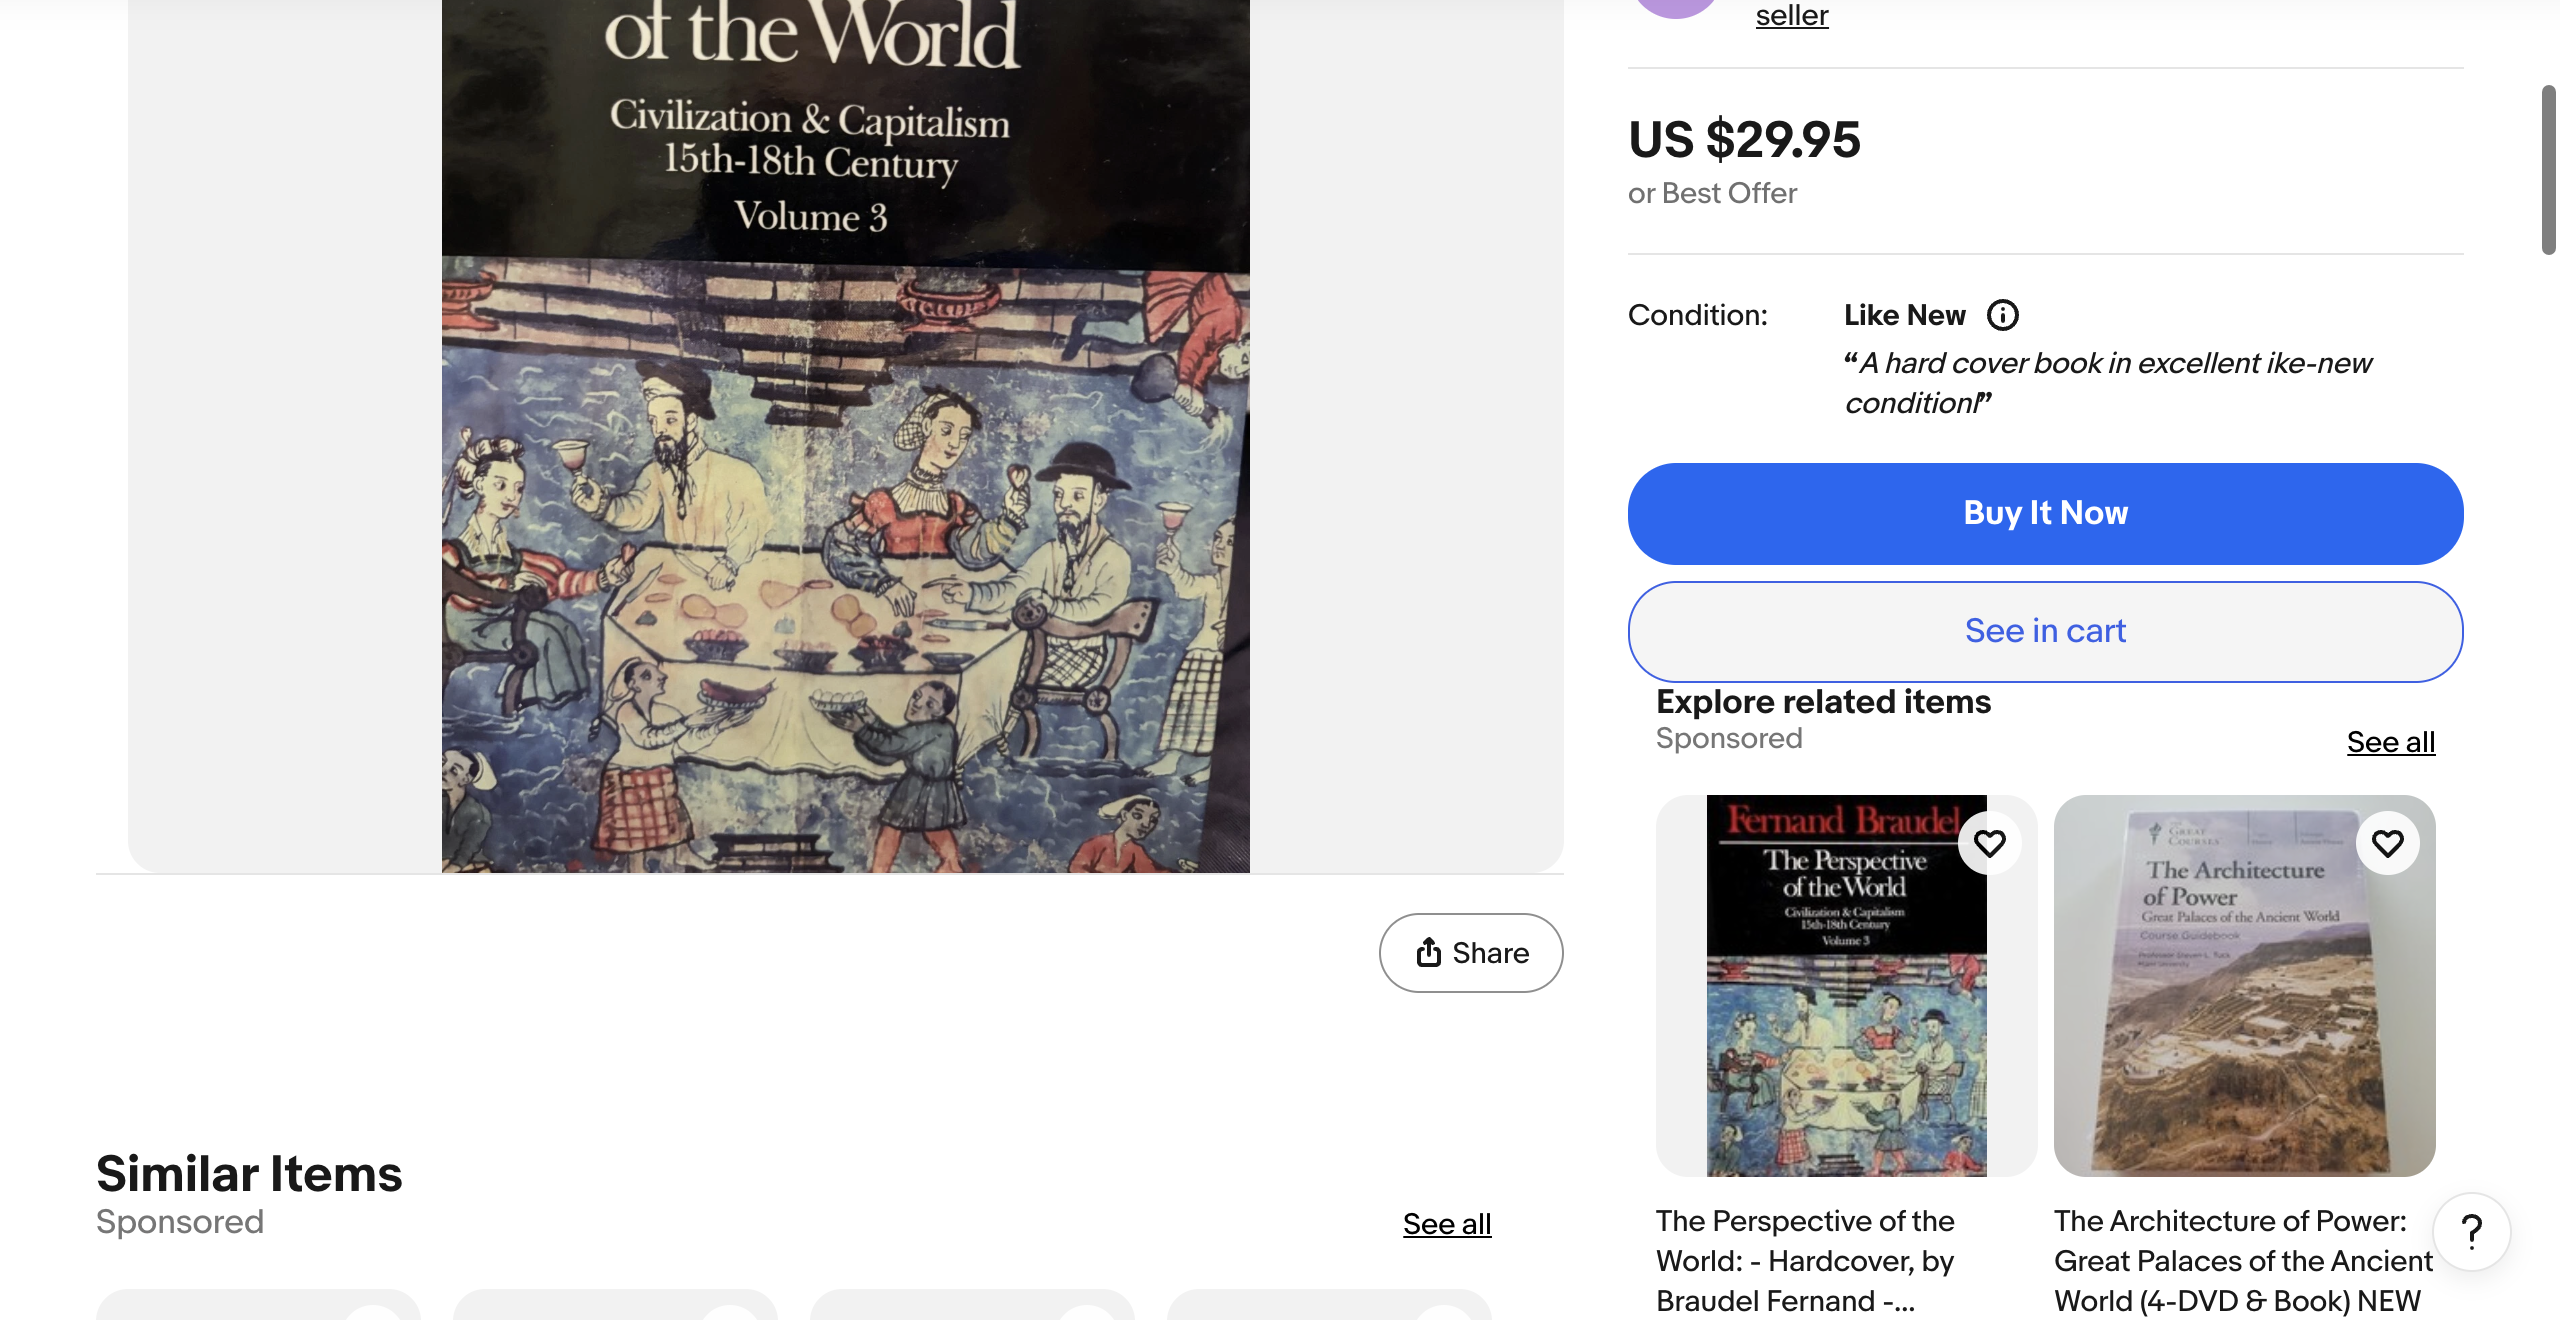 of the World
Civilization & Capitalism
15th-18th Century
Volume 3
seller
US $29.95
or Best Offer
Condition:
Like New
“A hard cover book in excellent ike-new
conditionl”
Buy It Now
See in cart
Explore related items
Sponsored
See all
Fernand Braudel
The Perspective
of the World
Civilization & Capitalism
15th-18th Century
Volume 3
GREAT
COURSES
The Architecture
of Power
Great Palaces of the Ancient World
Course Guidebook
The Perspective of the
World: - Hardcover, by
Braudel Fernand -...
The Architecture of Power:
Great Palaces of the Ancient
World (4-DVD & Book) NEW
Share
Similar Items
Sponsored
See all
?